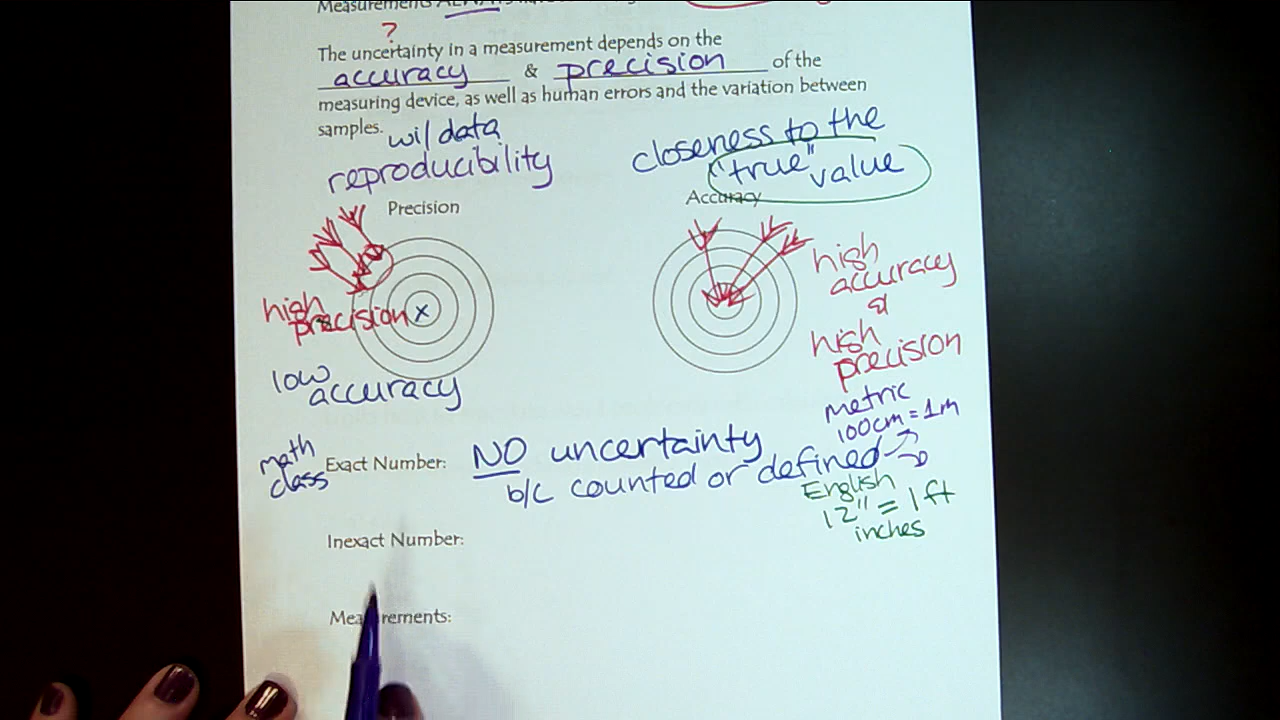 Measurements ALWAYS
?
The uncertainty in a measurement depends on the
accuracy & precision of the
measuring device, as well as human errors and the variation between
samples.
w/ data
reproducibility
closeness to the
"true" value
Precision
Accuracy
high
precision
x
low
accuracy
high
accuracy
&
high
precision
metric
100cm = 1m
math
class
Exact Number: NO uncertainty
b/c counted or defined
English
12" = 1 ft
inches
Inexact Number:
Measurements: